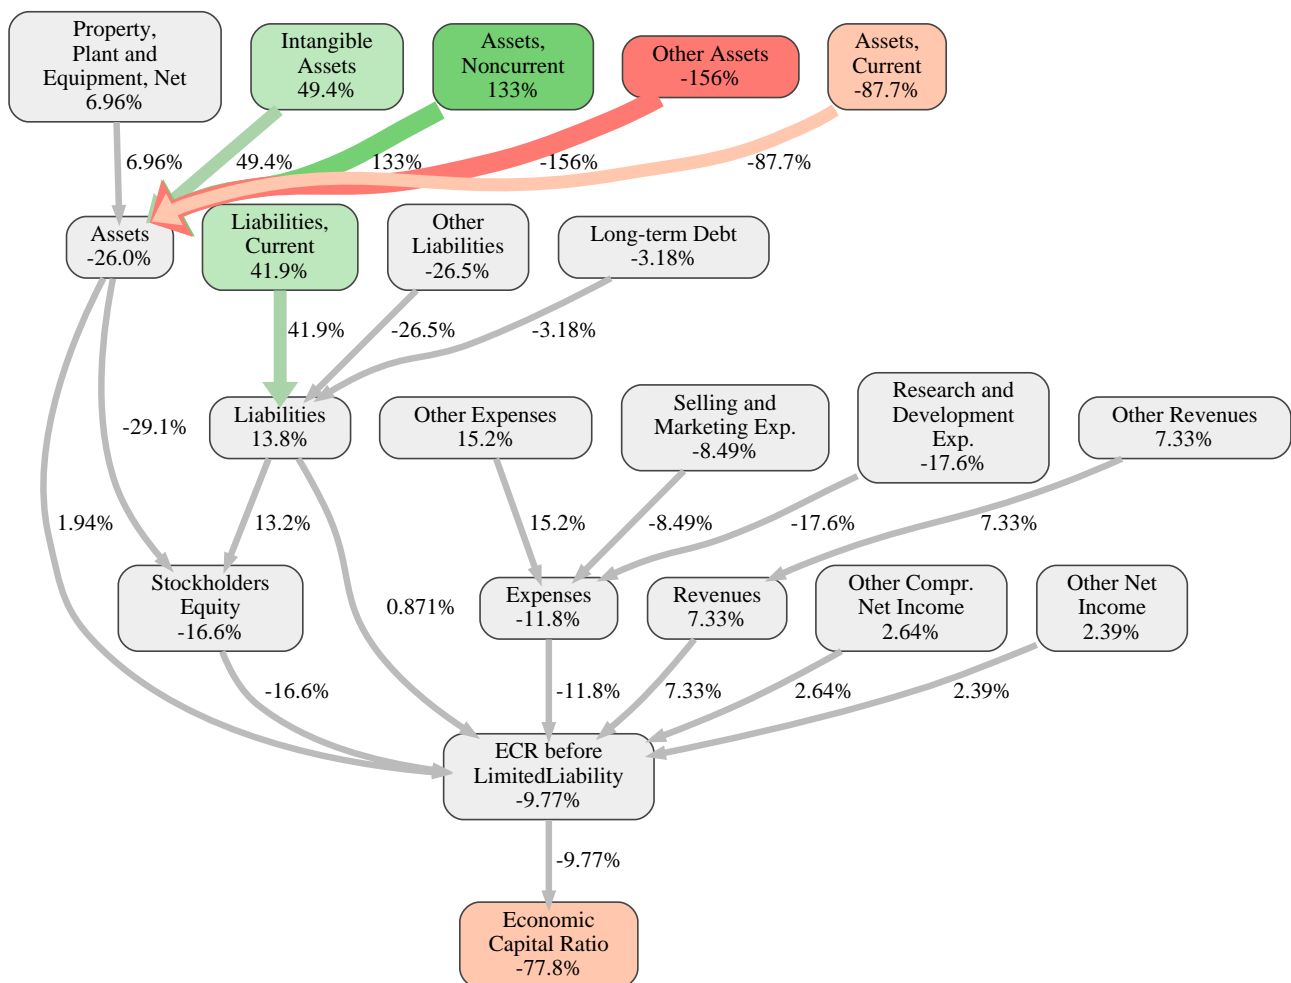 Property,
Plant and
Equipment, Net
6.96%
Intangible
Assets
49.4%
Assets,
Noncurrent
133%
Other Assets
-156%
Assets,
Current
-87.7%
6.96%
49.4%
133%
-156%
-87.7%
Assets
-26.0%
Liabilities,
Current
41.9%
Other
Liabilities
-26.5%
Long-term Debt
-3.18%
41.9%
-26.5%
-3.18%
-29.1%
Liabilities
13.8%
Other Expenses
15.2%
Selling and
Marketing Exp.
-8.49%
Research and
Development
Exp.
-17.6%
Other Revenues
7.33%
1.94%
13.2%
15.2%
-8.49%
-17.6%
7.33%
Stockholders
Equity
-16.6%
0.871%
Expenses
-11.8%
Revenues
7.33%
Other Compr.
Net Income
2.64%
Other Net
Income
2.39%
-16.6%
-11.8%
7.33%
2.64%
2.39%
ECR before
LimitedLiability
-9.77%
-9.77%
Economic
Capital Ratio
-77.8%